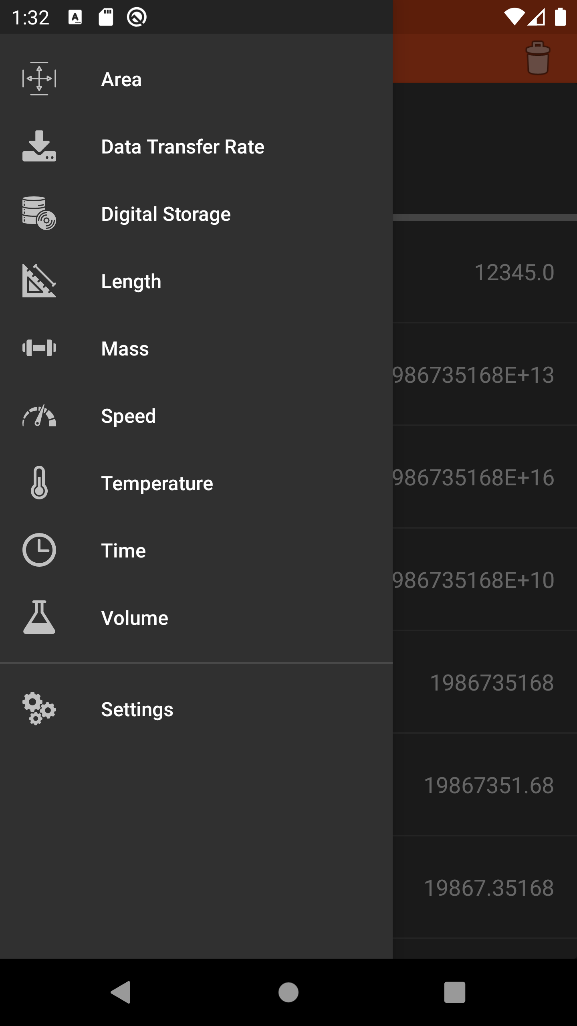 1:32
Area
Data Transfer Rate
Digital Storage
12345.0
Length
Mass
986735168E+13
Speed
Temperature
986735168E+16
Time
986735168E+10
Volume
1986735168
Settings
19867351.68
19867.35168